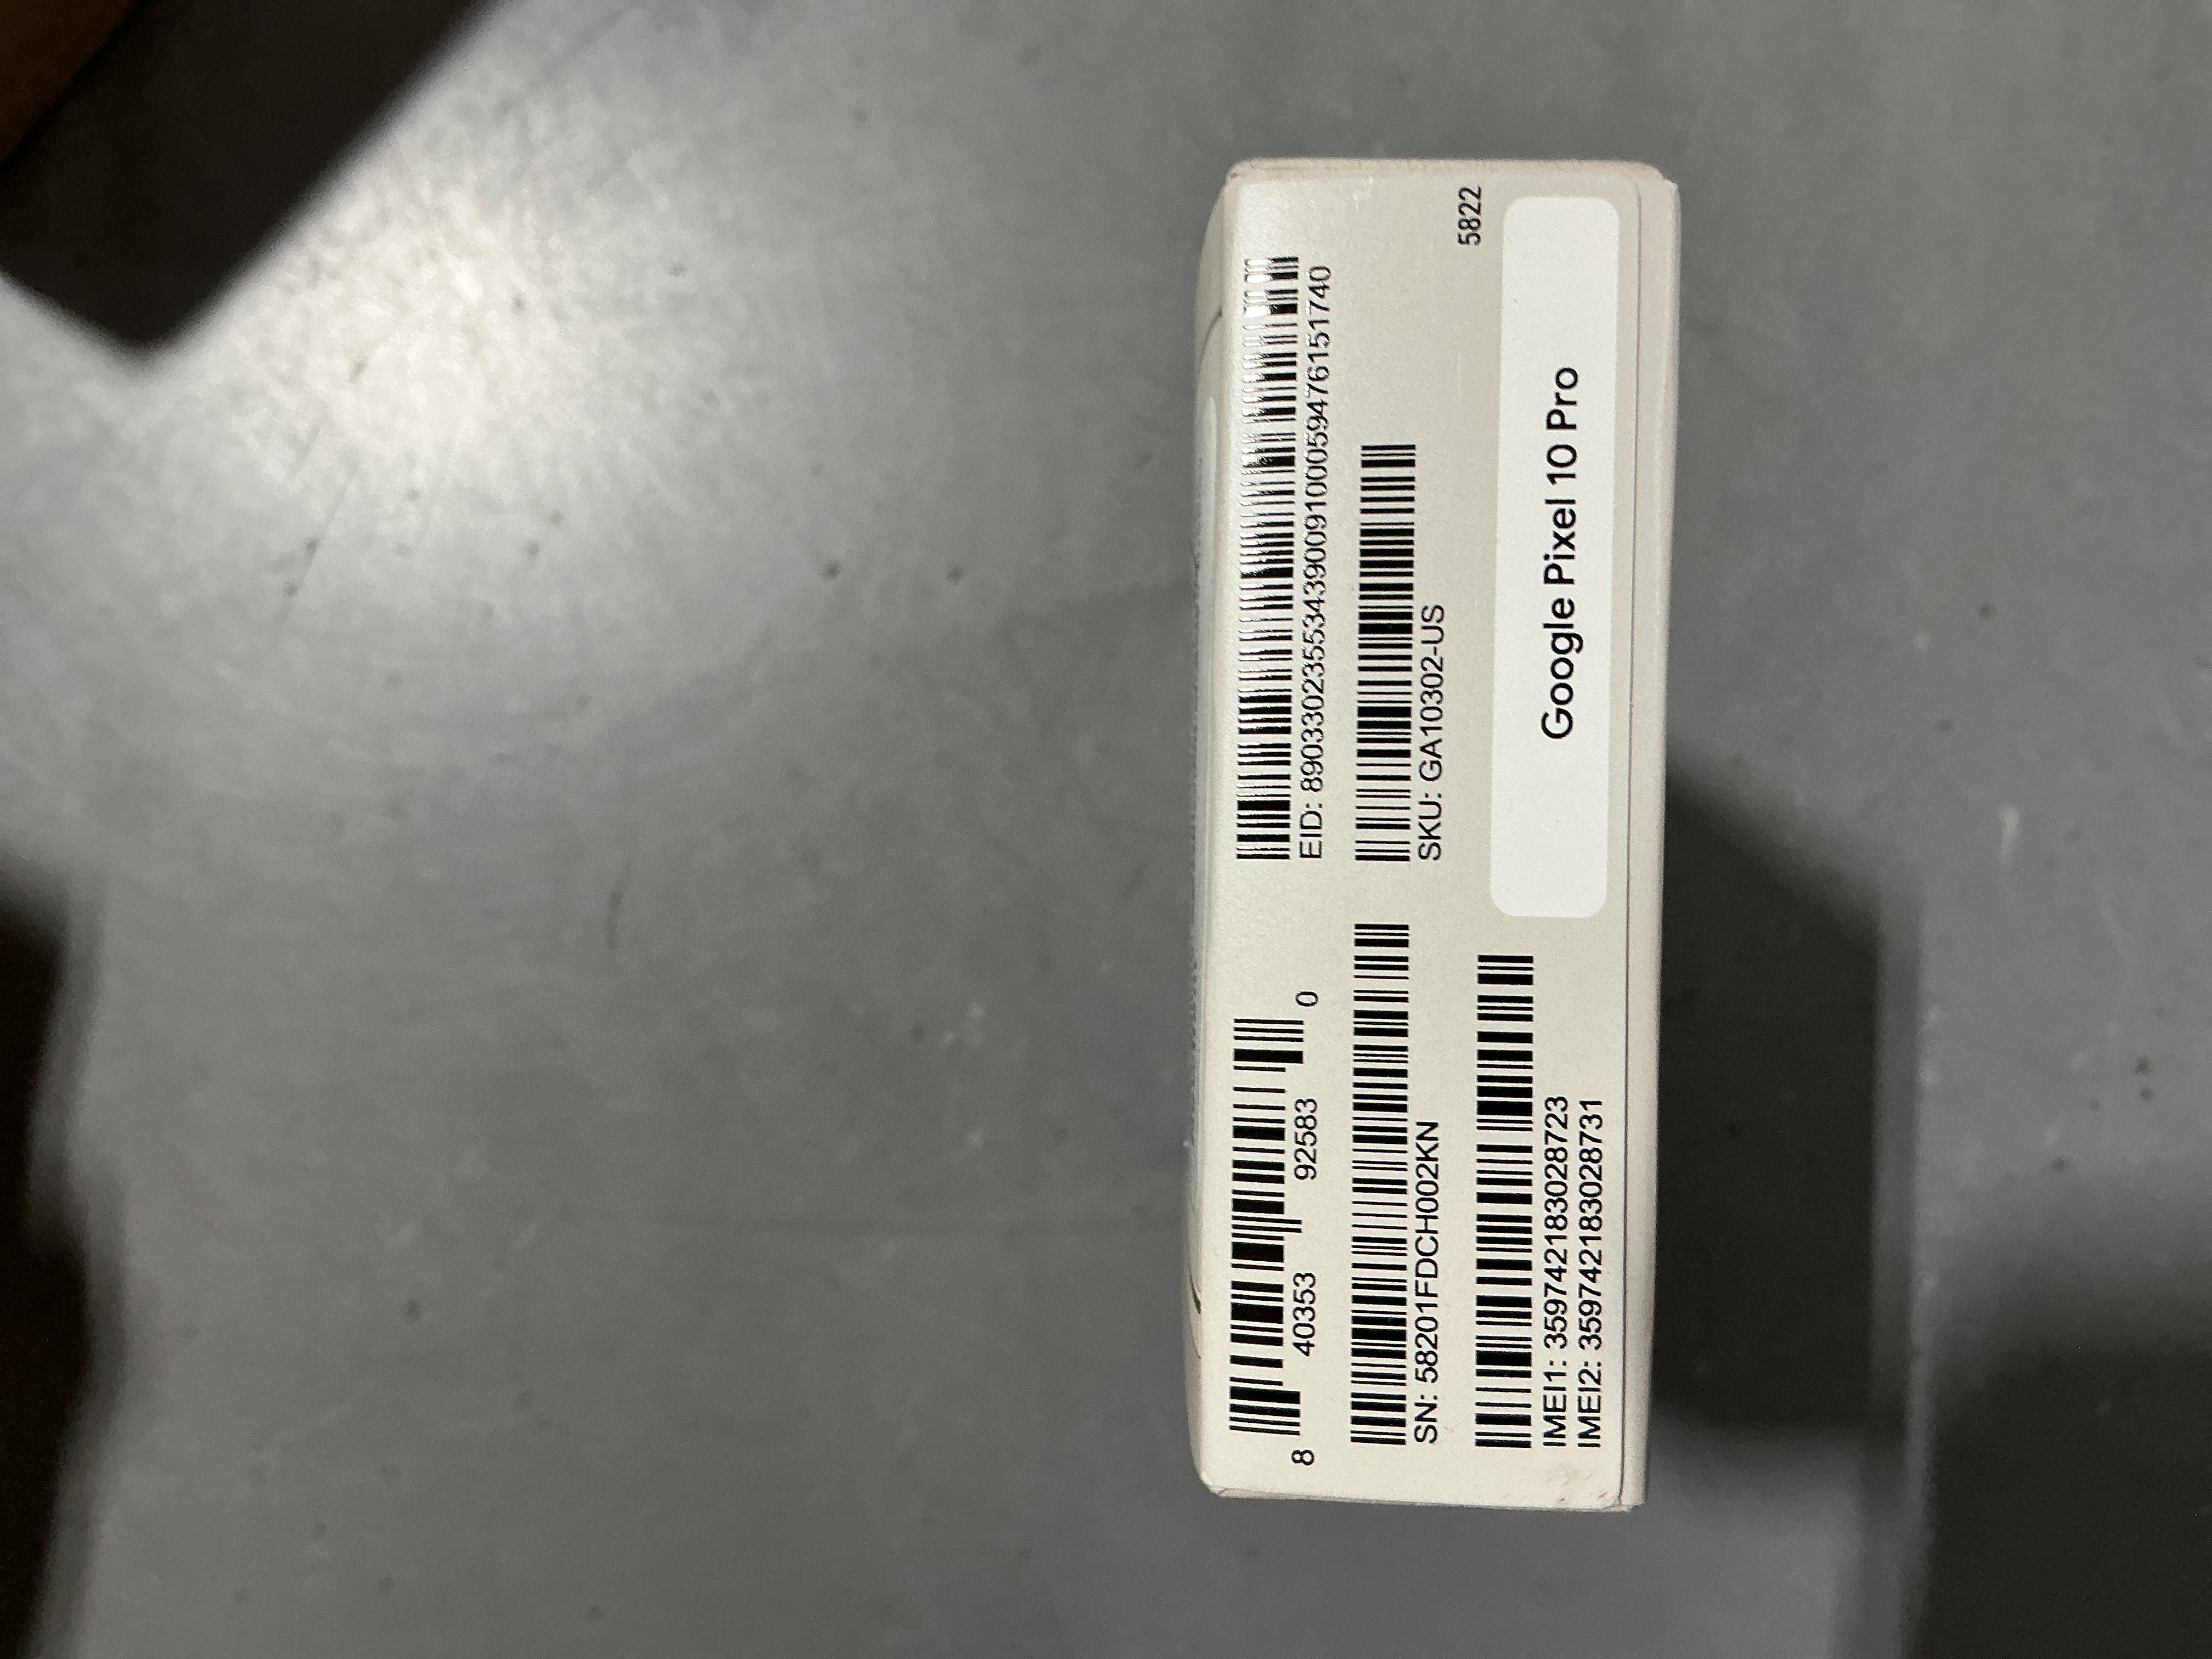 8 40353 92583 0
EID: 89033023553439009100059476151740
SN: 58201FDCH002KN
SKU: GA10302-US
5822
IMEI1: 359742183028723
IMEI2: 359742183028731
Google Pixel 10 Pro